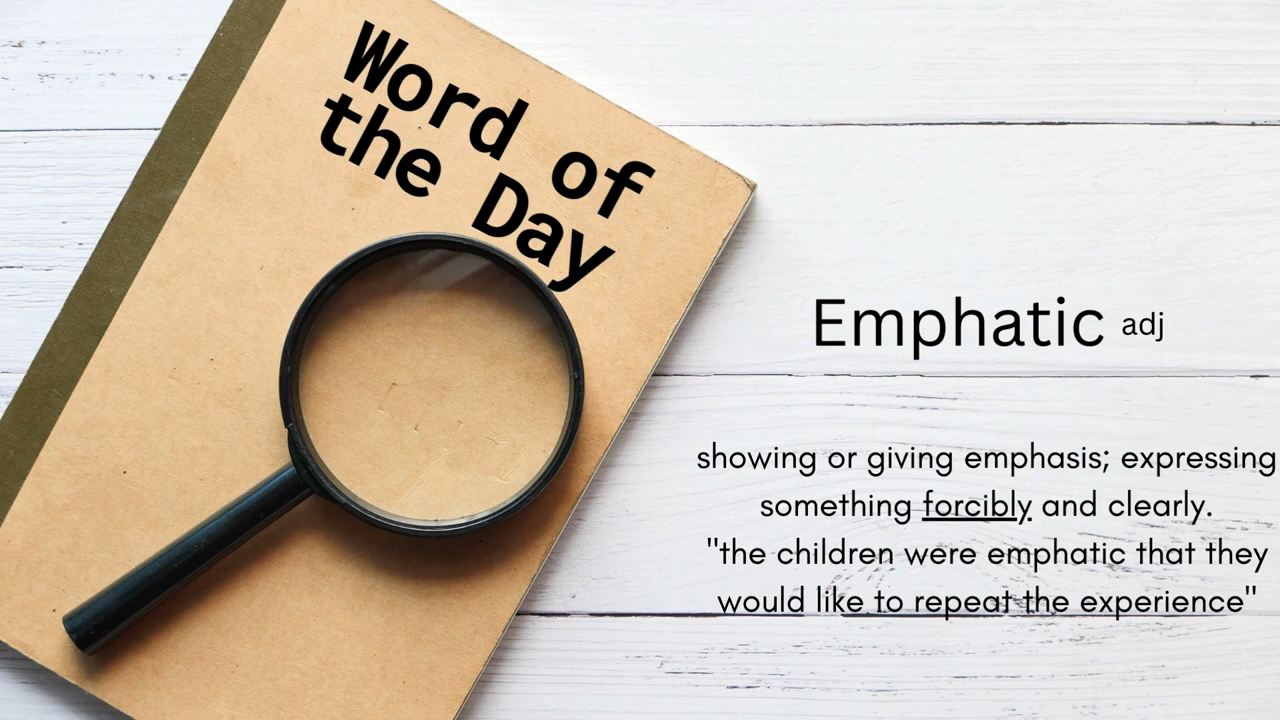 Word of
the Day
Emphatic adj
showing or giving emphasis; expressing
something forcibly and clearly.
"the children were emphatic that they
would like to repeat the experience"